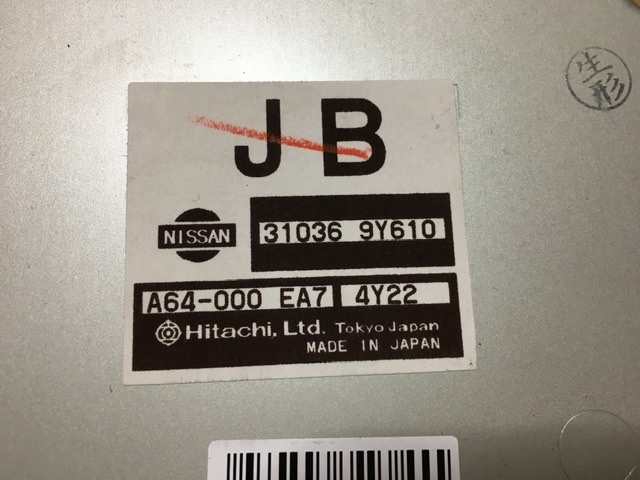 JB
NISSAN
31036 9Y610
A64-000 EA7 4Y22
Hitachi, Ltd. Tokyo Japan
MADE IN JAPAN
生
形